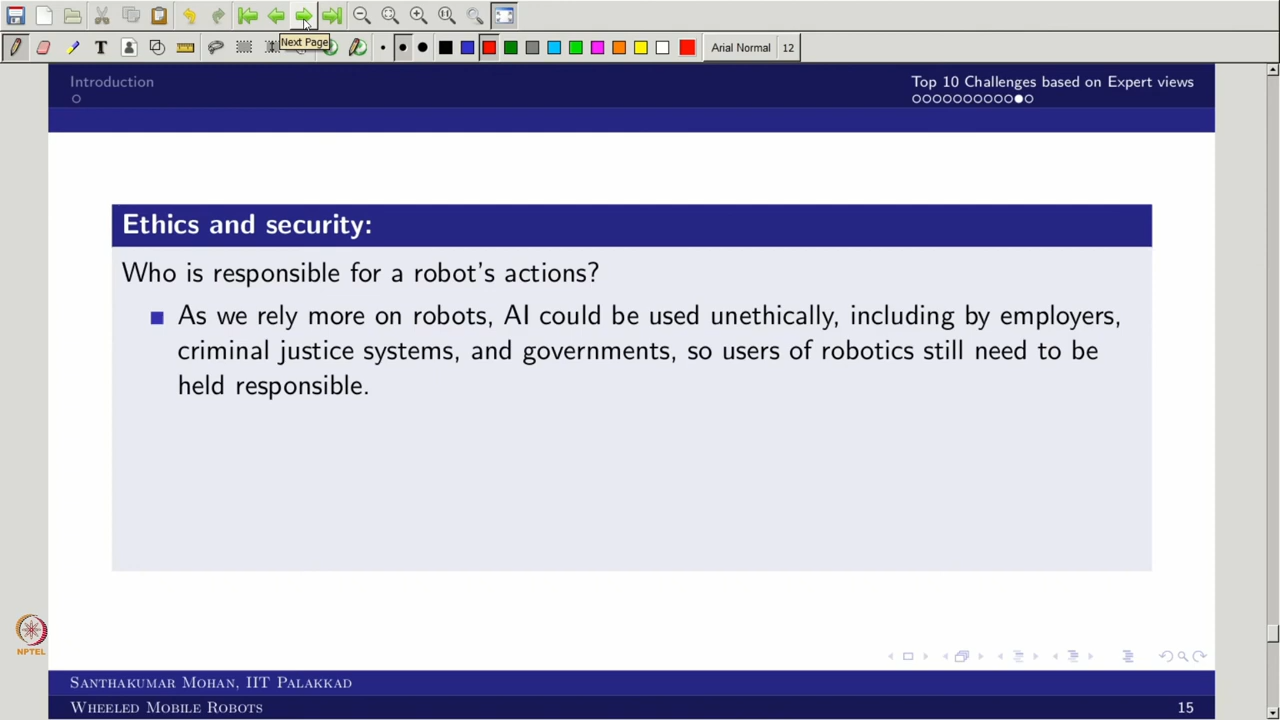 Next Page
Arial Normal 12
Introduction
Top 10 Challenges based on Expert views
Ethics and security:
Who is responsible for a robot's actions?
As we rely more on robots, AI could be used unethically, including by employers,
criminal justice systems, and governments, so users of robotics still need to be
held responsible.
NPTEL
Santhakumar Mohan, IIT Palakkad
Wheeled Mobile Robots 15